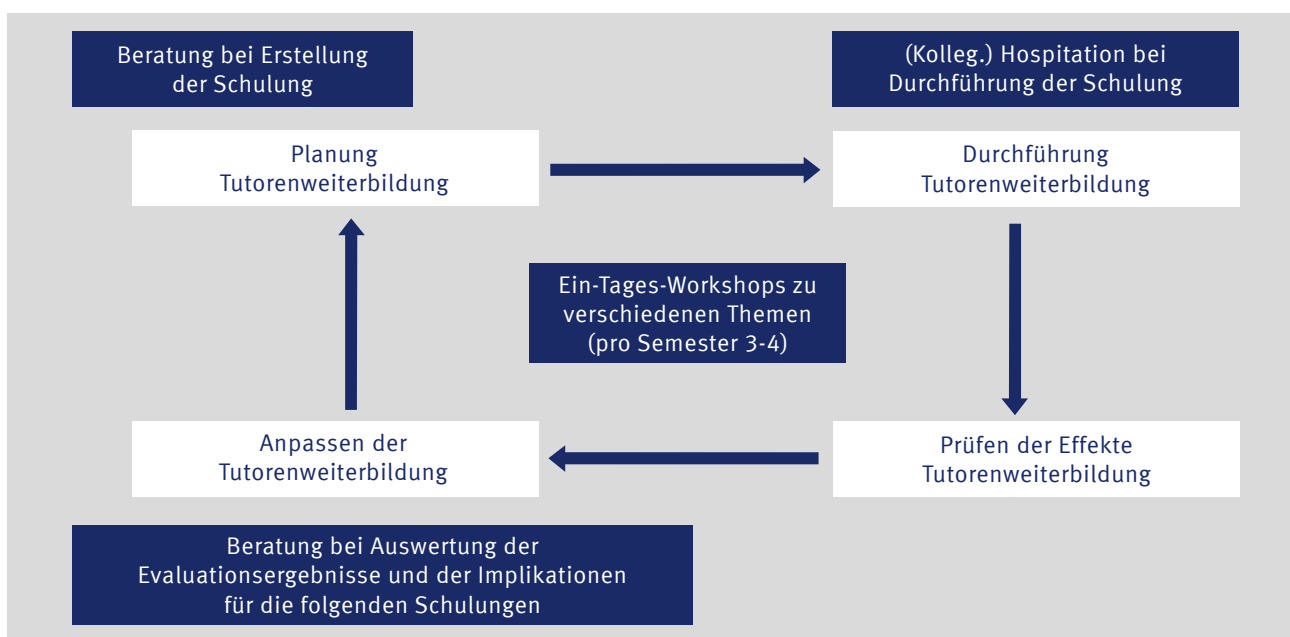 Beratung bei Erstellung
der Schulung
(Kolleg.) Hospitation bei
Durchführung der Schulung
Planung
Tutorenweiterbildung
Durchführung
Tutorenweiterbildung
Ein-Tages-Workshops zu
verschiedenen Themen
(pro Semester 3-4)
Anpassen der
Tutorenweiterbildung
Prüfen der Effekte
Tutorenweiterbildung
Beratung bei Auswertung der
Evaluationsergebnisse und der Implikationen
für die folgenden Schulungen